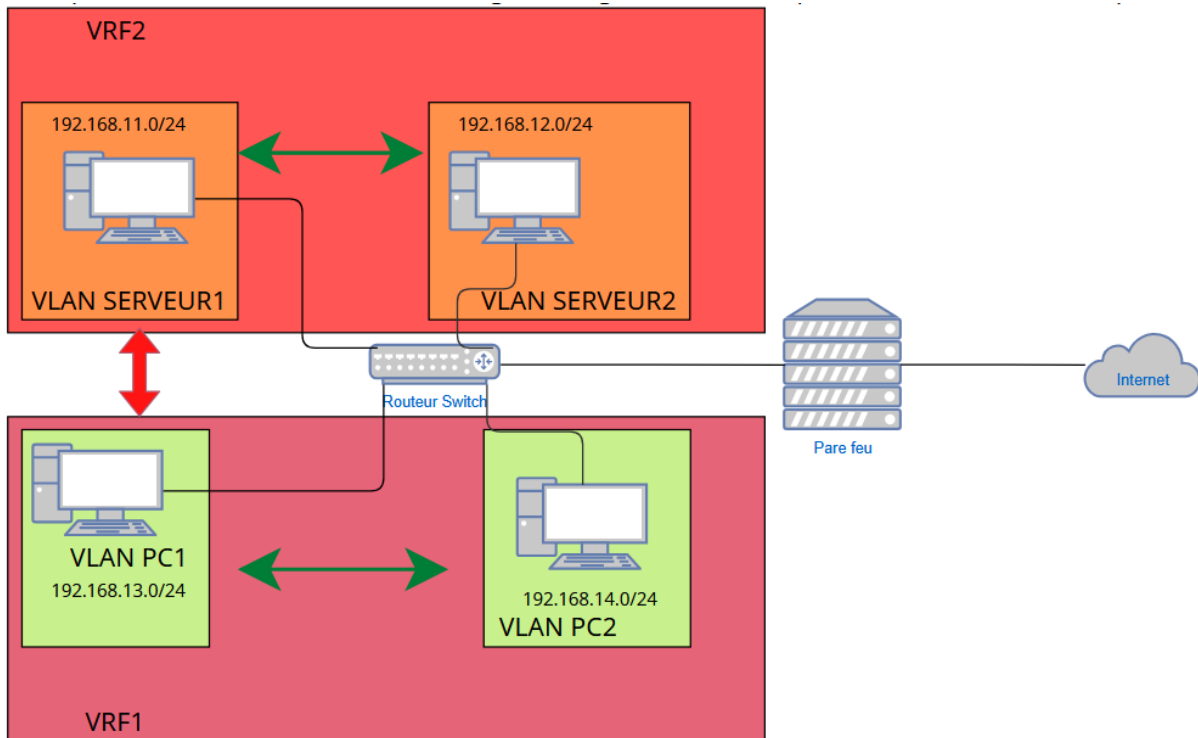 VRF2
192.168.11.0/24
192.168.12.0/24
VLAN SERVEUR1
VLAN SERVEUR2
Routeur Switch
Internet
Pare feu
VLAN PC1
192.168.13.0/24
192.168.14.0/24
VLAN PC2
VRF1